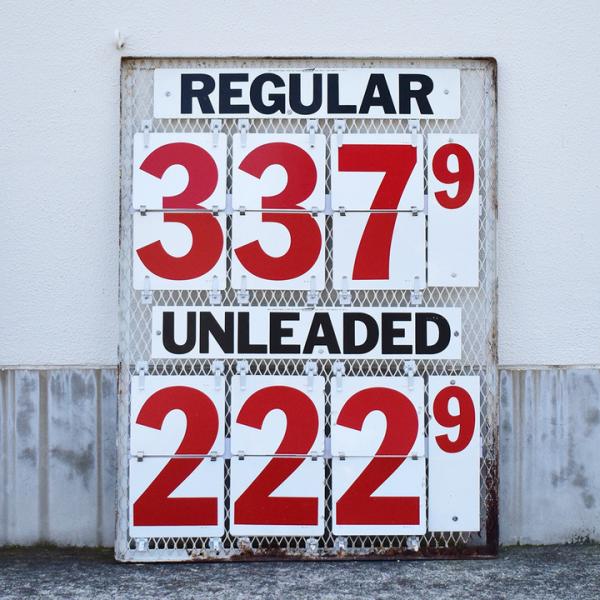 REGULAR
337 9
UNLEADED
222 9